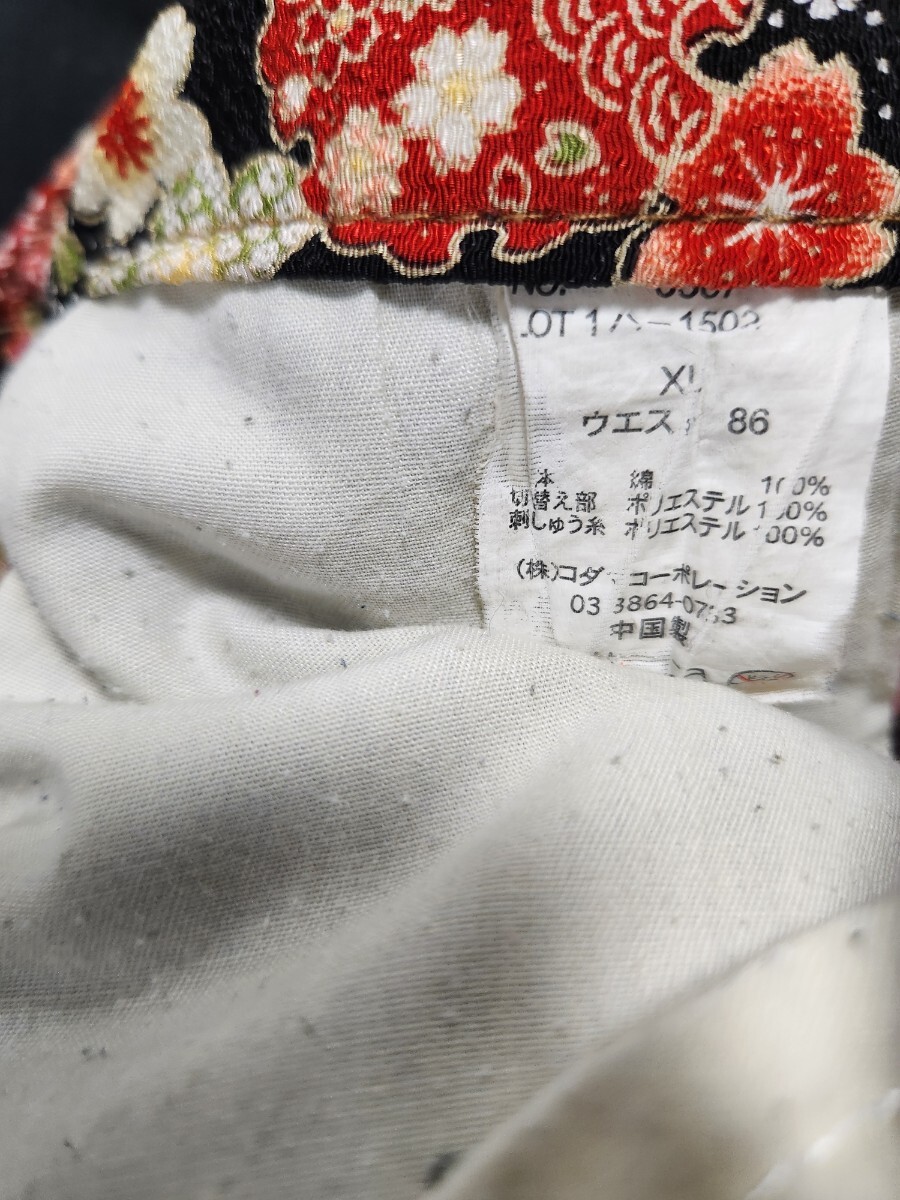 LOT 1/ハ-1502
XL
ウエスト 86
本 綿 100%
切替え部 ポリエステル 100%
刺しゅう糸 ポリエステル 100%
(株)コダマコーポレーション
03 3864-07
中国製